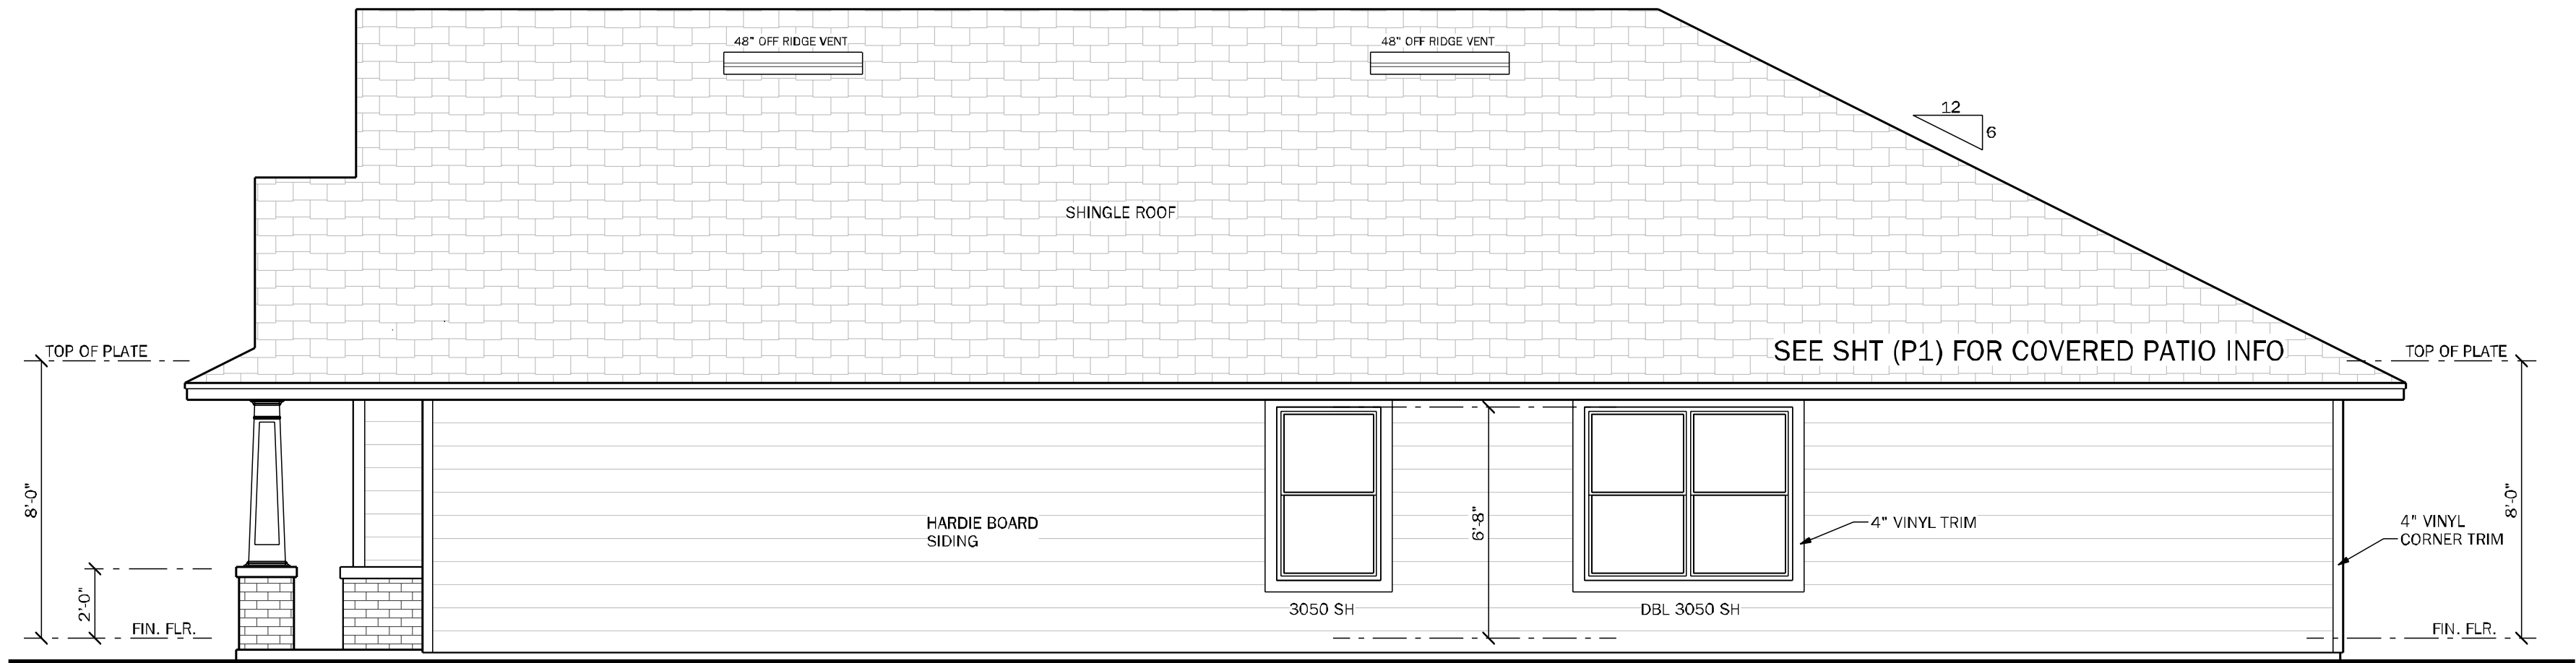 48" OFF RIDGE VENT
48" OFF RIDGE VENT
12
6
SHINGLE ROOF
TOP OF PLATE
SEE SHT (P1) FOR COVERED PATIO INFO
TOP OF PLATE
8'-0"
2'-0"
FIN. FLR.
HARDIE BOARD
SIDING
3050 SH
6'-8"
DBL 3050 SH
4" VINYL TRIM
4" VINYL
CORNER TRIM
8'-0"
FIN. FLR.